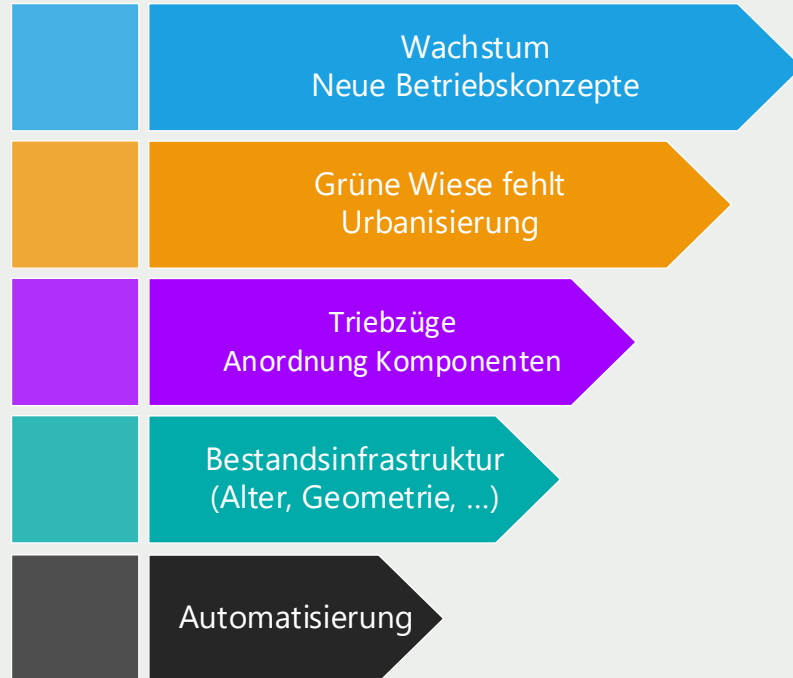 Wachstum
Neue Betriebskonzepte
Grüne Wiese fehlt
Urbanisierung
Triebzüge
Anordnung Komponenten
Bestandsinfrastruktur
(Alter, Geometrie, …)
Automatisierung